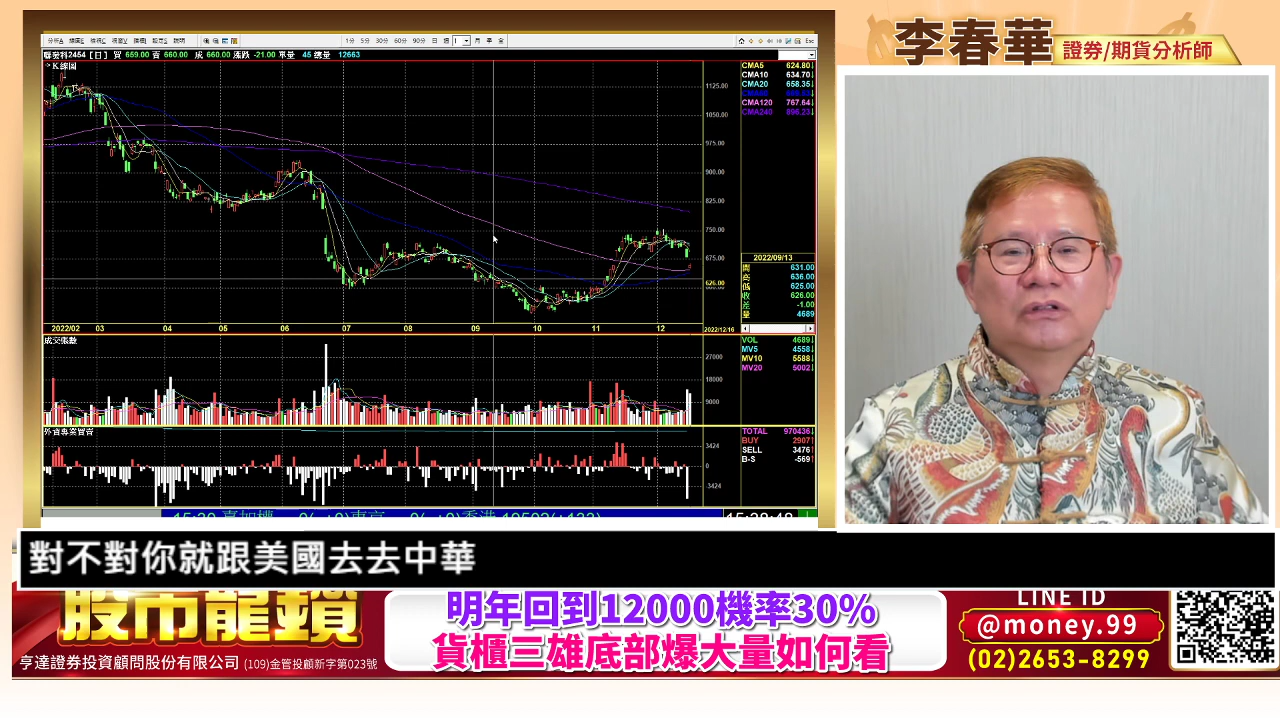 李春華
證券/期貨分析師
聯發科2454【日】 買 659.00 賣 660.00 成 660.00 漲跌 -21.00 單量 45 總量 12663
K線圖
CMA5 624.80↓
CMA10 634.70↓
CMA20 658.35↓
CMA120 767.64↓
CMA240 896.23↓
1125.00
1050.00
975.00
900.00
825.00
750.00
675.00
626.00
2022/09/13
開 631.00
高 636.00
低 625.00
收 626.00
差 -1.00
量 4689
2022/02 03 04 05 06 07 08 09 10 11 12 2022/12/16
成交張數
27000
18000
9000
VOL 4689↓
MV5 4558↓
MV10 5588↓
MV20 5002↓
外資買賣
3424
0
-3424
TOTAL 970436↓
BUY 2907↑
SELL 3476↑
B-S -569↑
對不對你就跟美國去去中華
股市龍鎖
亨達證券投資顧問股份有限公司 (109)金管投顧新字第023號
明年回到12000機率30%
貨櫃三雄底部爆大量如何看
LINE ID
@money.99
(02)2653-8299